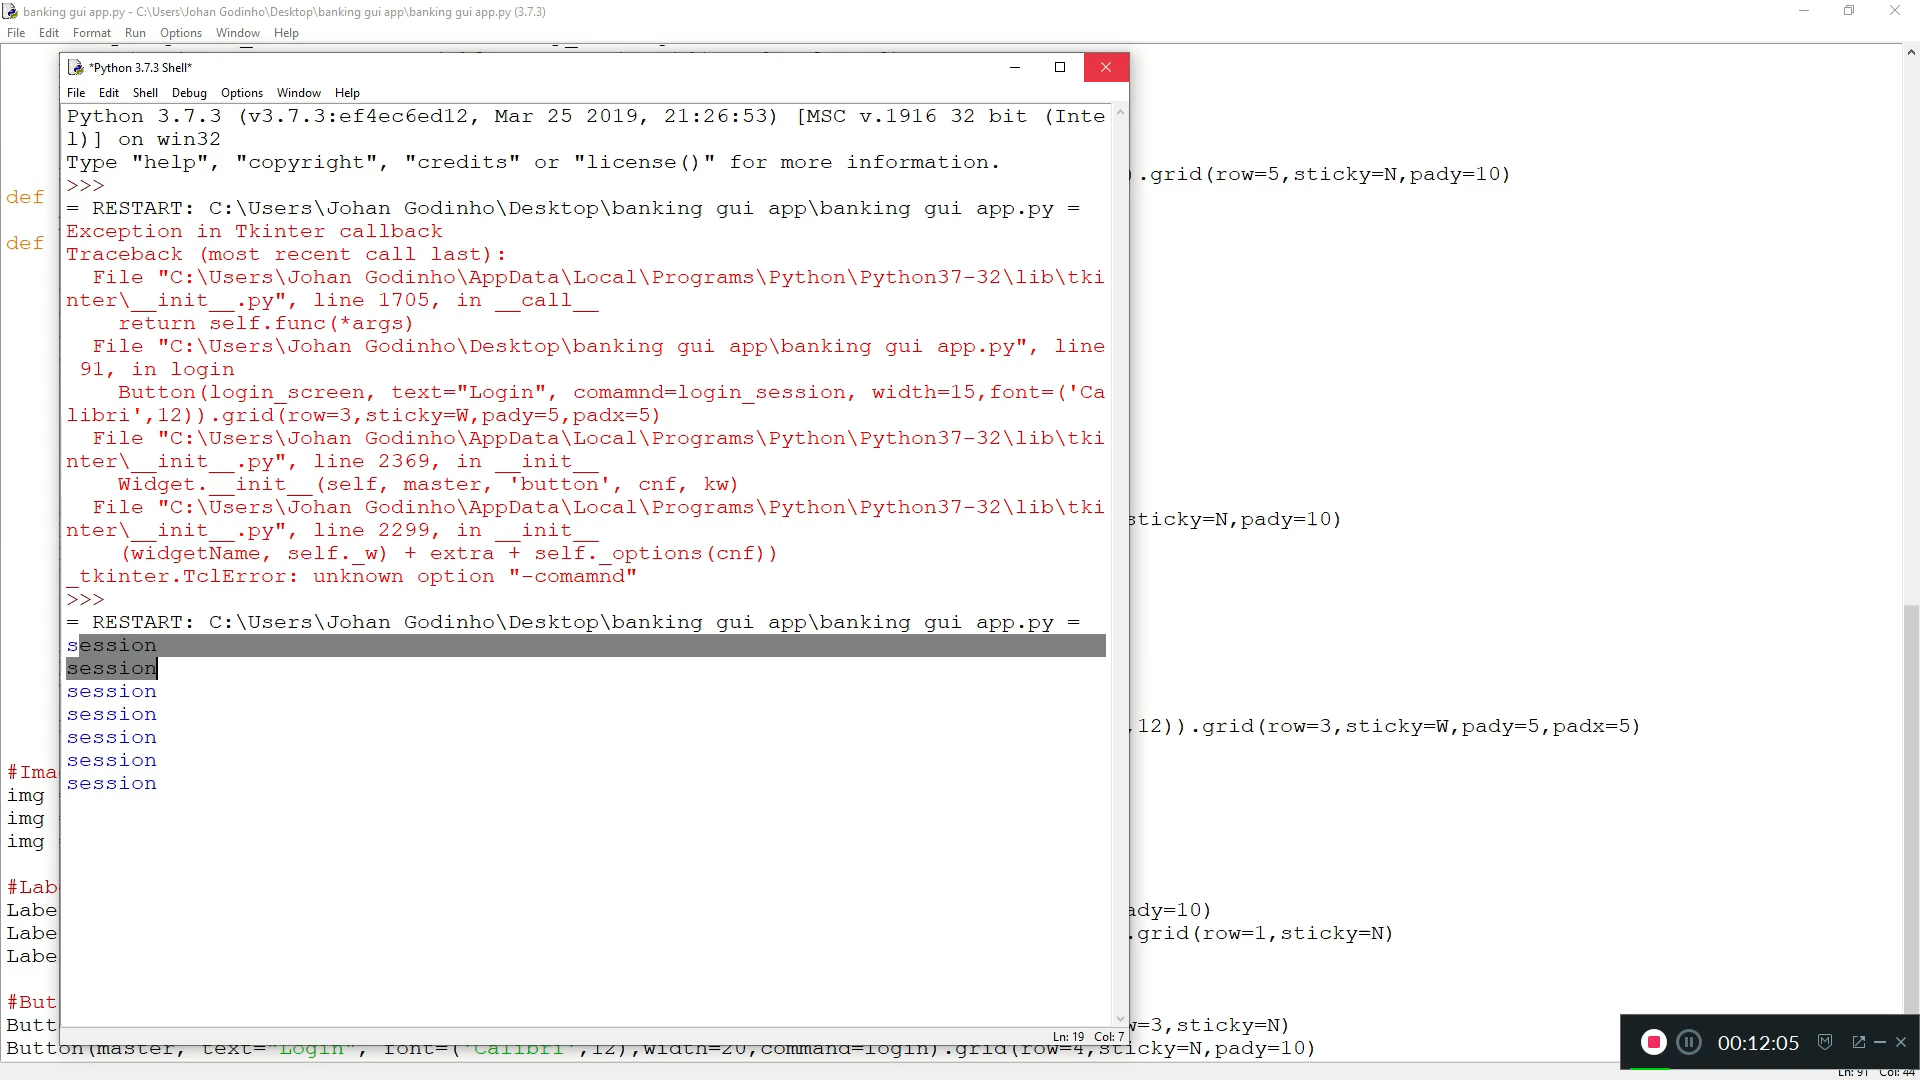 banking gui app.py - C:\Users\Johan Godinho\Desktop\banking gui app\banking gui app.py (3.7.3)
File Edit Format Run Options Window Help
*Python 3.7.3 Shell*
File Edit Shell Debug Options Window Help
Python 3.7.3 (v3.7.3:ef4ec6ed12, Mar 25 2019, 21:26:53) [MSC v.1916 32 bit (Inte
l)] on win32
Type "help", "copyright", "credits" or "license()" for more information.
>>>
= RESTART: C:\Users\Johan Godinho\Desktop\banking gui app\banking gui app.py =
Exception in Tkinter callback
Traceback (most recent call last):
  File "C:\Users\Johan Godinho\AppData\Local\Programs\Python\Python37-32\lib\tki
nter\__init__.py", line 1705, in __call__
    return self.func(*args)
  File "C:\Users\Johan Godinho\Desktop\banking gui app\banking gui app.py", line
 91, in login
    Button(login_screen, text="Login", comamnd=login_session, width=15,font=('Ca
libri',12)).grid(row=3,sticky=W,pady=5,padx=5)
  File "C:\Users\Johan Godinho\AppData\Local\Programs\Python\Python37-32\lib\tki
nter\__init__.py", line 2369, in __init__
    Widget.__init__(self, master, 'button', cnf, kw)
  File "C:\Users\Johan Godinho\AppData\Local\Programs\Python\Python37-32\lib\tki
nter\__init__.py", line 2299, in __init__
    (widgetName, self._w) + extra + self._options(cnf))
_tkinter.TclError: unknown option "-comamnd"
>>>
= RESTART: C:\Users\Johan Godinho\Desktop\banking gui app\banking gui app.py =
session
session
session
session
session
session
session
Ln: 19 Col: 7
).grid(row=5,sticky=N,pady=10)
def
def
sticky=N,pady=10)
,12)).grid(row=3,sticky=W,pady=5,padx=5)
#Ima
img
img
img
#Lab
Labe
ady=10)
Labe
.grid(row=1,sticky=N)
Labe
#But
Butt
w=3,sticky=N)
Button(master, text="Login", font=('Calibri',12),width=20,command=login).grid(row=4,sticky=N,pady=10)
00:12:05
Ln: 91 Col: 44